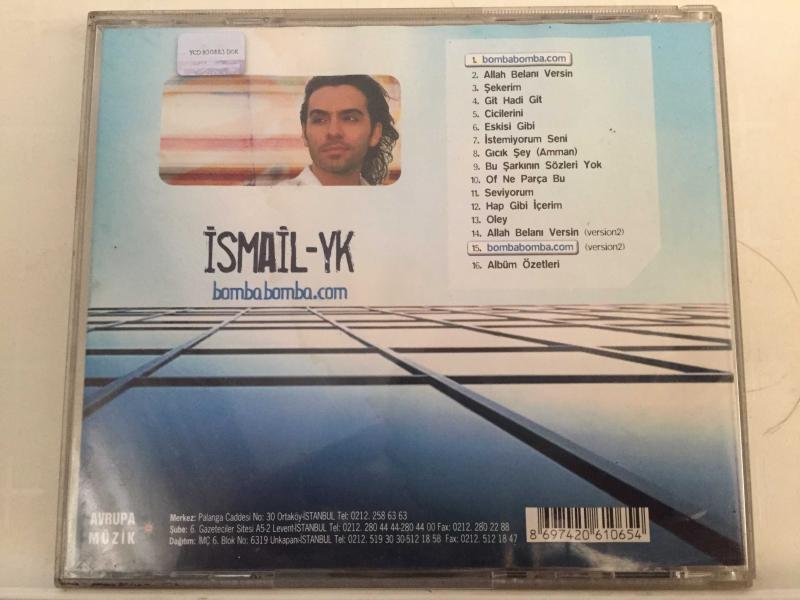 1. bombabomba.com
2. Allah Belanı Versin
3. Şekerim
4. Git Hadi Git
5. Cicilerini
6. Eskisi Gibi
7. İstemiyorum Seni
8. Gıcık Şey (Amman)
9. Bu Şarkının Sözleri Yok
10. Of Ne Parça Bu
11. Seviyorum
12. Hap Gibi İçerim
13. Oley
14. Allah Belanı Versin (version2)
15. bombabomba.com (version2)
16. Albüm Özetleri
İSMAİL-YK
bombabomba.com
AVRUPA
MÜZİK
Merkez: Palanga Caddesi No: 30 Ortaköy-İSTANBUL Tel: 0212. 258 63 63
Şube: 6. Gazeteciler Sitesi A5-2 Levent-İSTANBUL Tel: 0212. 280 44 44-280 44 00 Fax: 0212. 280 22 88
Dağıtım: İMÇ 6. Blok No: 6319 Unkapanı-İSTANBUL Tel: 0212. 519 30 30-512 18 58 Fax: 0212. 512 18 47
8 697420 610654